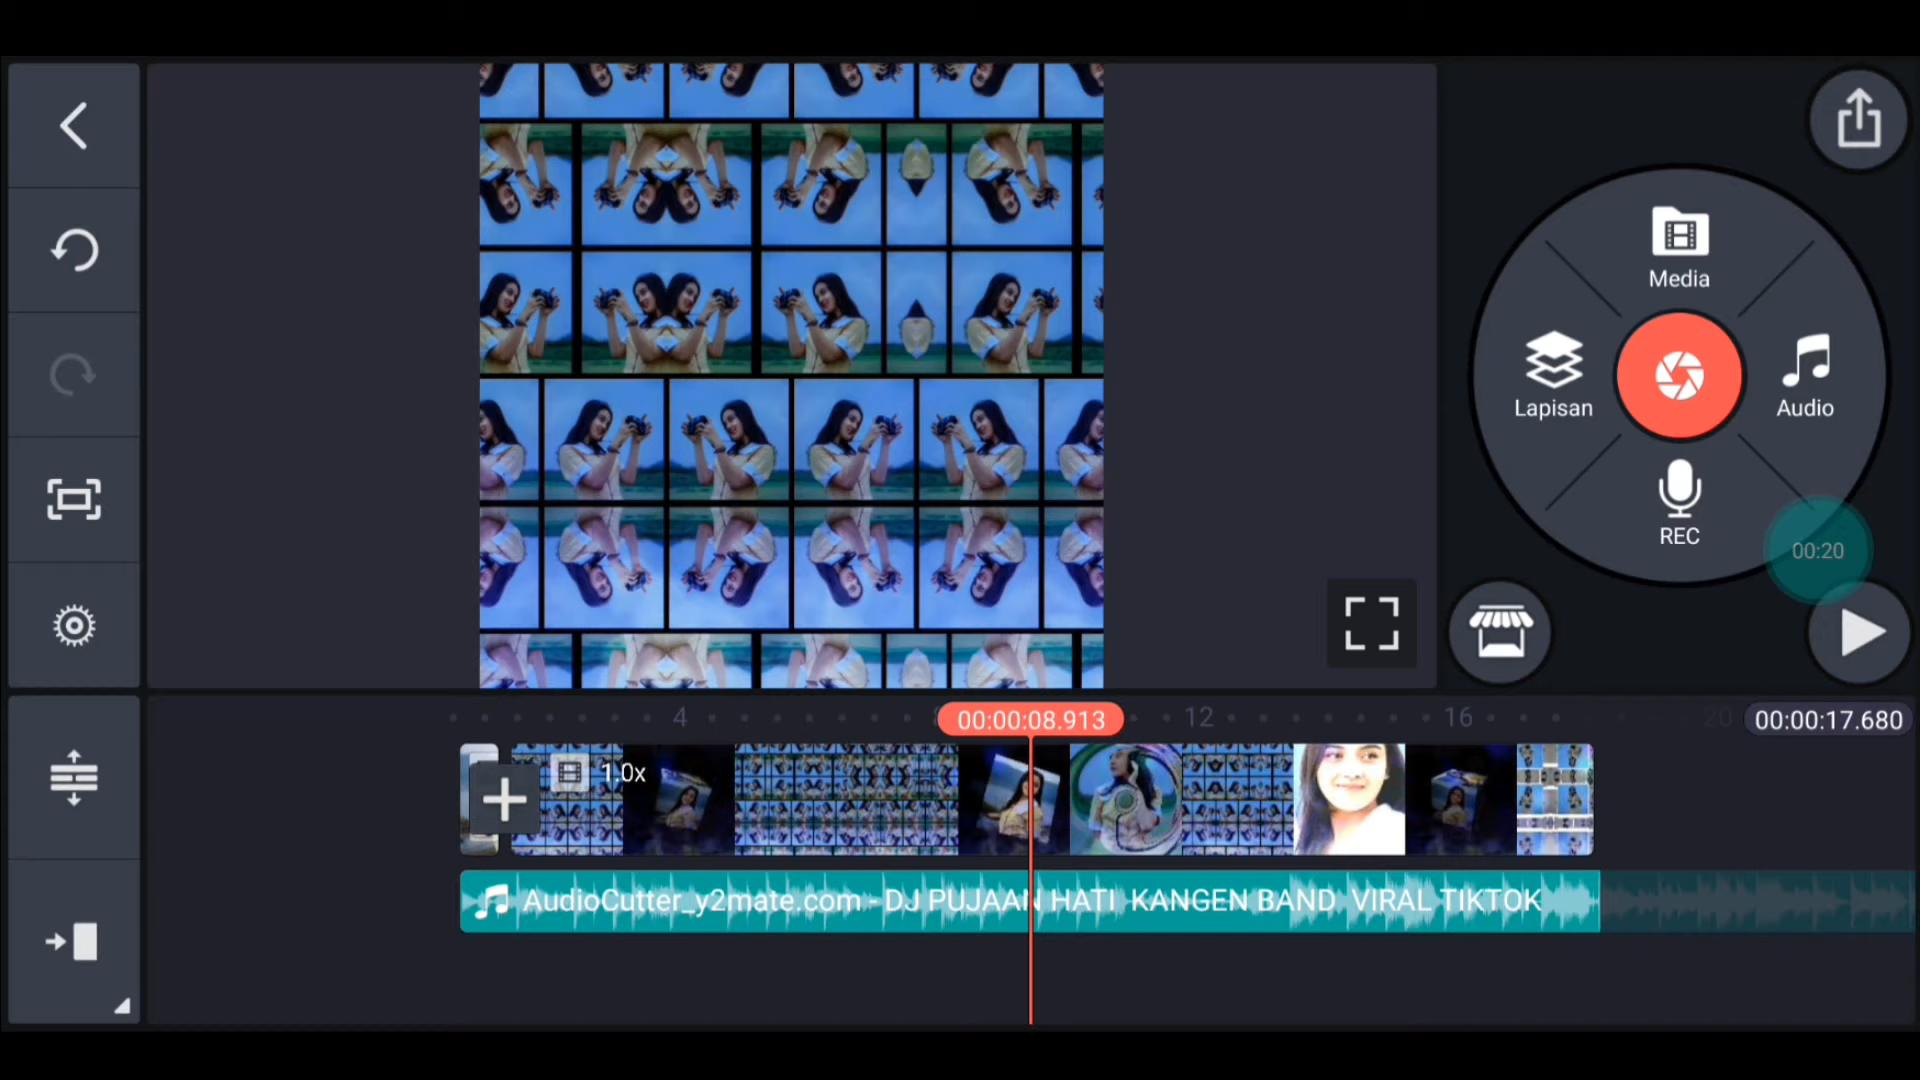 Media
Lapisan
Audio
REC
00:20
4
00:00:08.913
12
16
20
00:00:17.680
1.0x
AudioCutter_y2mate.com - DJ PUJAAN HATI KANGEN BAND VIRAL TIKTOK